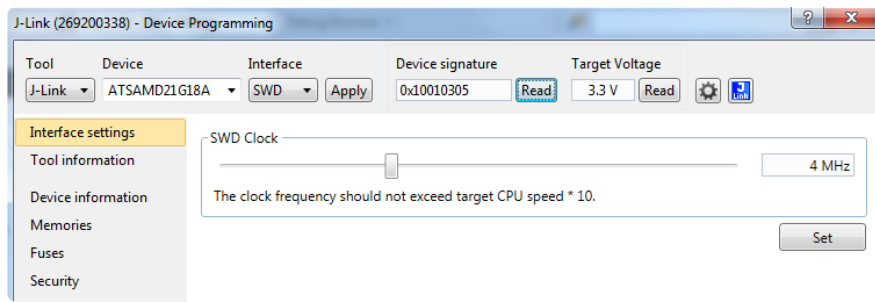 J-Link (269200338) - Device Programming
? X
Tool Device Interface Device signature Target Voltage
J-Link ATSAMD21G18A SWD Apply 0x10010305 Read 3.3 V Read J Link
Interface settings
Tool information
Device information
Memories
Fuses
Security
SWD Clock
4 MHz
The clock frequency should not exceed target CPU speed * 10.
Set